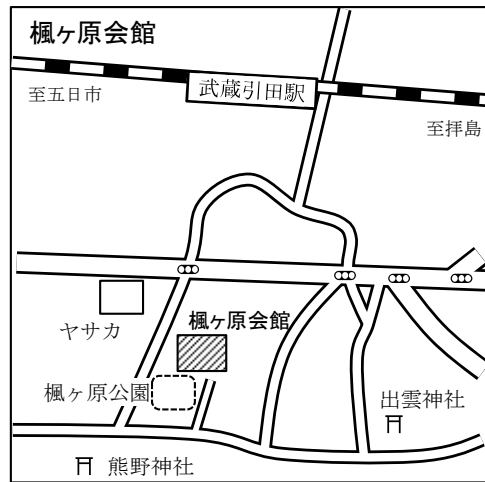 楓ヶ原会館
武蔵引田駅
至五日市
至拝島
ヤサカ
楓ヶ原会館
楓ヶ原公園
出雲神社
熊野神社